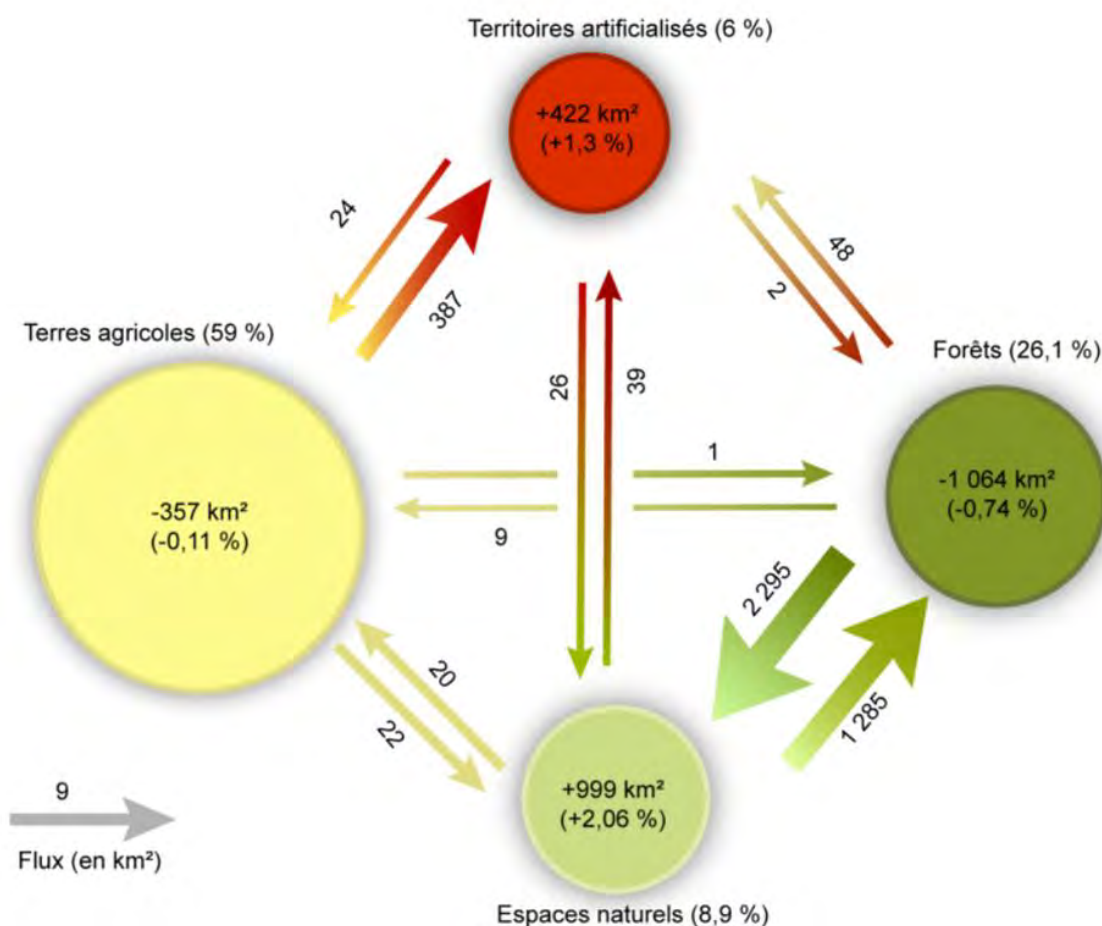 Territoires artificialisés (6 %)
+422 km²
(+1,3 %)
24
387
48
2
Terres agricoles (59 %)
Forêts (26,1 %)
26
39
1
-357 km²
(-0,11 %)
-1 064 km²
(-0,74 %)
9
2 295
1 285
20
22
+999 km²
(+2,06 %)
9
Flux (en km²)
Espaces naturels (8,9 %)